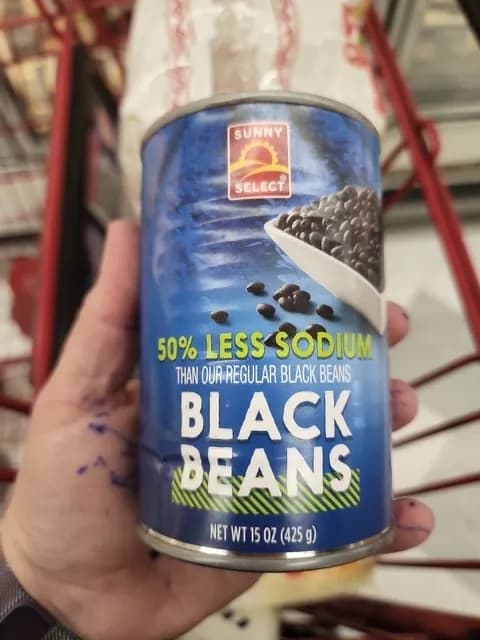 SUNNY
SELECT
50% LESS SODIUM
THAN OUR REGULAR BLACK BEANS
BLACK
BEANS
NET WT 15 OZ (425 g)